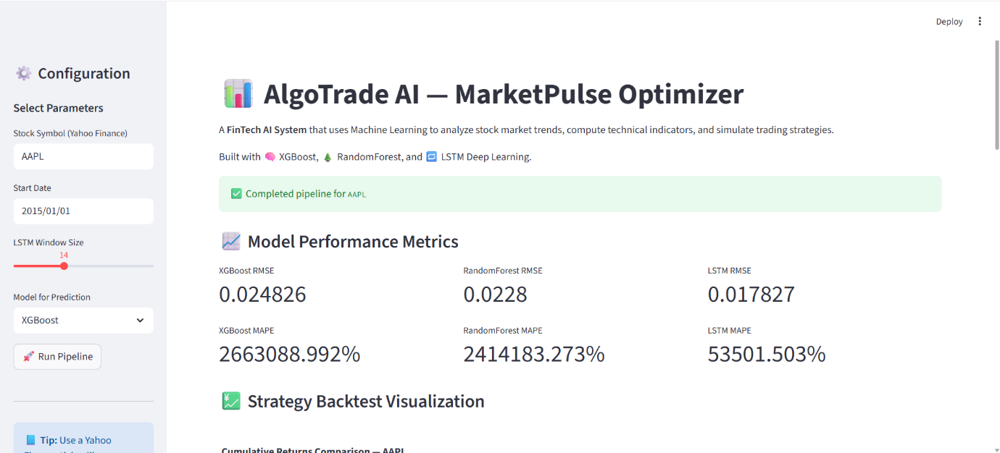 Deploy
Configuration
Select Parameters
Stock Symbol (Yahoo Finance)
AAPL
Start Date
2015/01/01
LSTM Window Size
14
Model for Prediction
XGBoost
Run Pipeline
Tip: Use a Yahoo
AlgoTrade AI — MarketPulse Optimizer
A FinTech AI System that uses Machine Learning to analyze stock market trends, compute technical indicators, and simulate trading strategies.
Built with XGBoost, RandomForest, and LSTM Deep Learning.
Completed pipeline for AAPL
Model Performance Metrics
XGBoost RMSE
0.024826
RandomForest RMSE
0.0228
LSTM RMSE
0.017827
XGBoost MAPE
2663088.992%
RandomForest MAPE
2414183.273%
LSTM MAPE
53501.503%
Strategy Backtest Visualization
Cumulative Returns Comparison — AAPL